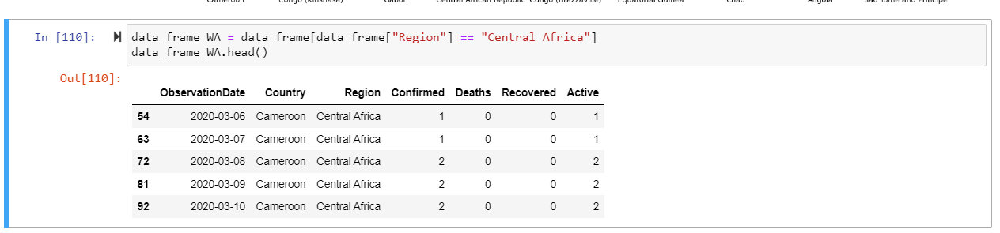 Cameroon Congo (Kinshasa) Gabon Central African Republic Congo (Brazzaville) Equatorial Guinea Chad Angola Sao Tome and Principe
In [110]: data_frame_WA = data_frame[data_frame["Region"] == "Central Africa"]
data_frame_WA.head()
Out[110]:
ObservationDate Country Region Confirmed Deaths Recovered Active
54 2020-03-06 Cameroon Central Africa 1 0 0 1
63 2020-03-07 Cameroon Central Africa 1 0 0 1
72 2020-03-08 Cameroon Central Africa 2 0 0 2
81 2020-03-09 Cameroon Central Africa 2 0 0 2
92 2020-03-10 Cameroon Central Africa 2 0 0 2